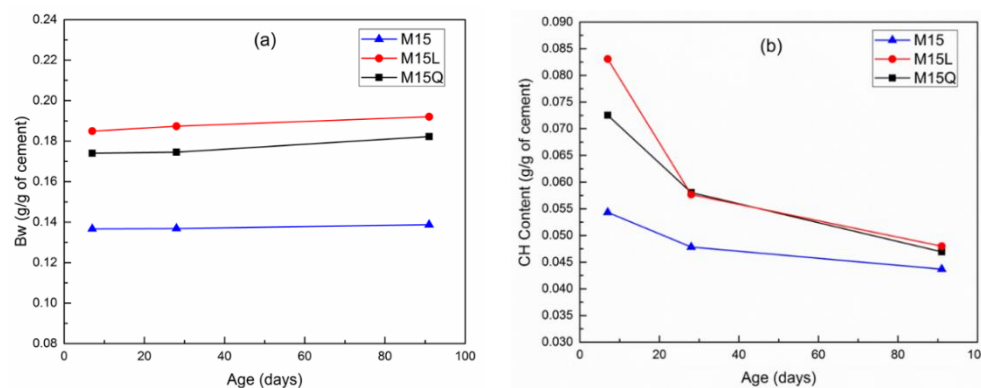 (a)
M15
M15L
M15Q
0.24
0.22
0.20
0.18
0.16
0.14
0.12
0.10
0.08
Bw (g/g of cement)
0 20 40 60 80 100
Age (days)
(b)
M15
M15L
M15Q
0.090
0.085
0.080
0.075
0.070
0.065
0.060
0.055
0.050
0.045
0.040
0.035
0.030
CH Content (g/g of cement)
0 20 40 60 80 100
Age (days)